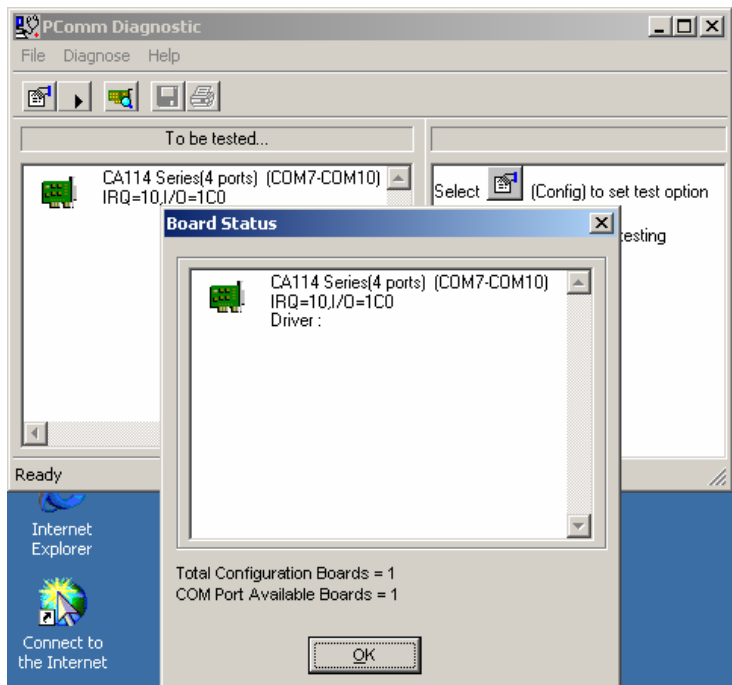 PComm Diagnostic
File Diagnose Help
To be tested...
CA114 Series(4 ports) (COM7-COM10)
IRQ=10,I/O=1C0
Select (Config) to set test option
testing
Board Status
CA114 Series(4 ports) (COM7-COM10)
IRQ=10,I/O=1C0
Driver :
Total Configuration Boards = 1
COM Port Available Boards = 1
OK
Ready
Internet
Explorer
Connect to
the Internet